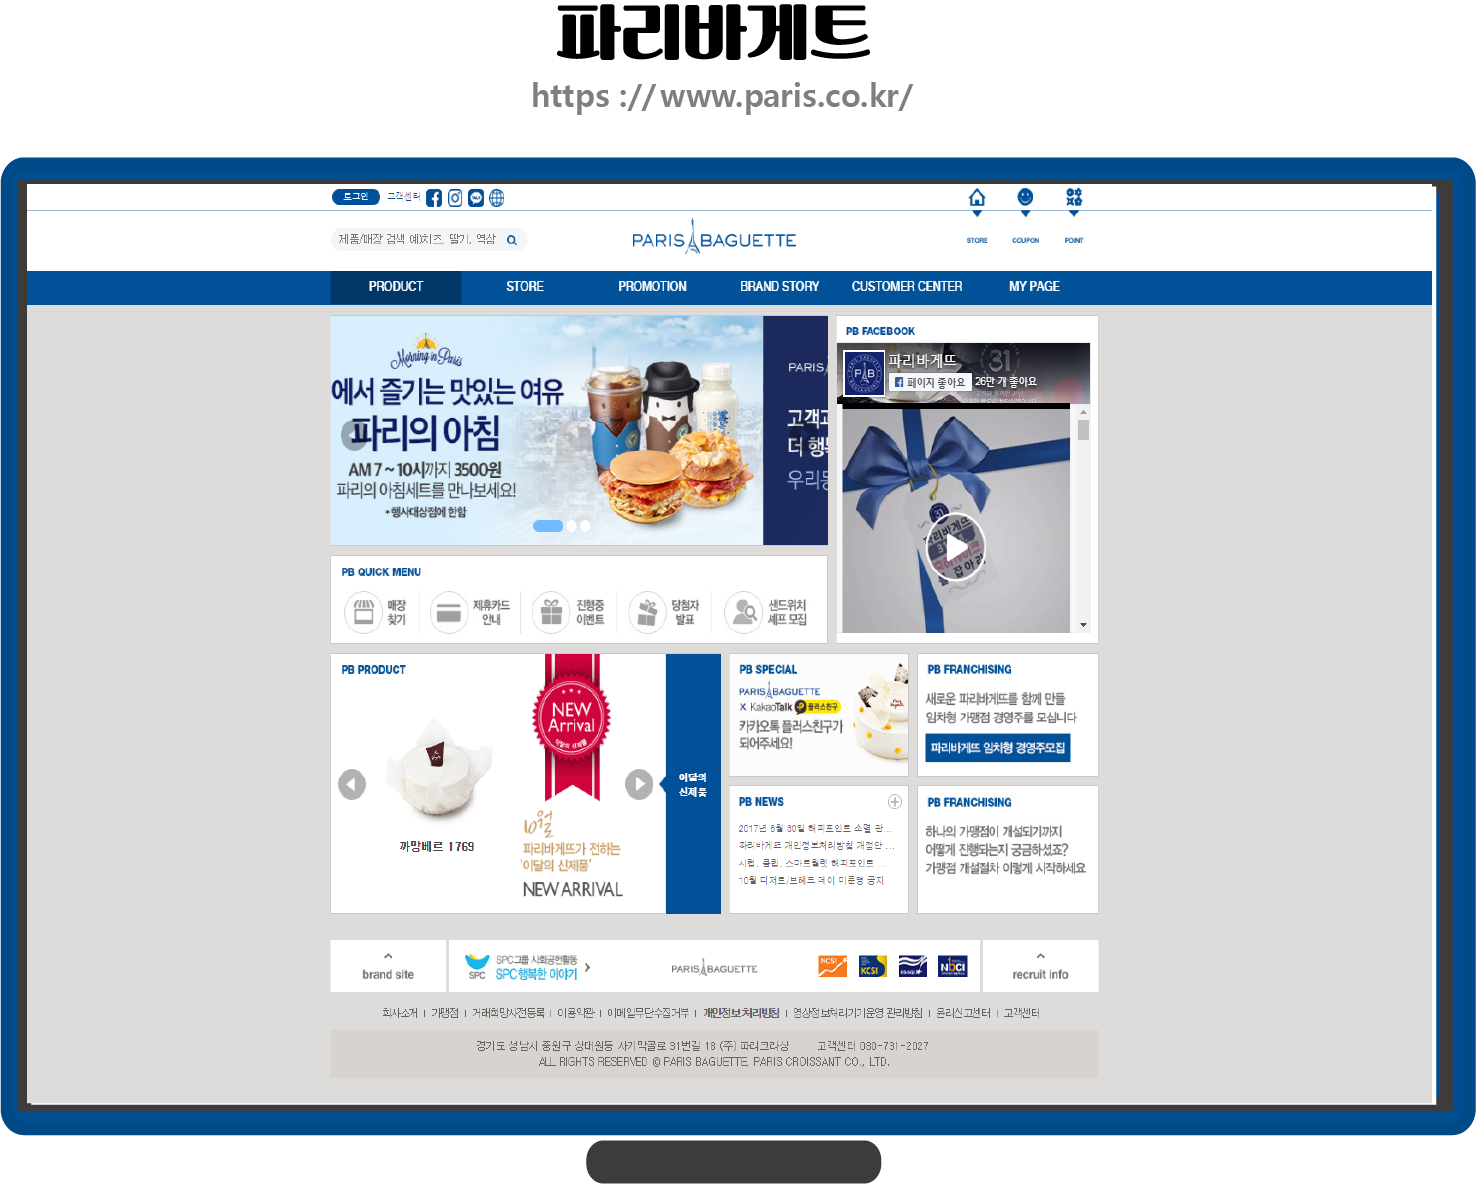 파리바게트
https ://www.paris.co.kr/
로그인 고객센터
제품/매장 검색 예)치즈, 딸기, 역삼
PARIS BAGUETTE
STORE COUPON POINT
PRODUCT STORE PROMOTION BRAND STORY CUSTOMER CENTER MY PAGE
Morning in Paris
에서 즐기는 맛있는 여유
파리의 아침
AM 7 ~ 10시까지 3500원
파리의 아침세트를 만나보세요!
*행사대상점에 한함
PARIS
고객과
더 행복
우리동
PB FACEBOOK
파리바게뜨
페이지 좋아요 26만 개 좋아요
31
파리바게뜨
PB QUICK MENU
매장
찾기
제휴카드
안내
진행중
이벤트
당첨자
발표
샌드위치
셰프 모집
PB PRODUCT
까망베르 1769
NEW
Arrival
이달의 신제품
10월
파리바게뜨가 전하는
'이달의 신제품'
NEW ARRIVAL
이달의
신제품
PB SPECIAL
PARIS BAGUETTE
X KakaoTalk 플러스친구
카카오톡 플러스친구가
되어주세요!
PB FRANCHISING
새로운 파리바게뜨를 함께 만들
임차형 가맹점 경영주를 모십니다
파리바게뜨 임차형 경영주모집
PB NEWS
2017년 6월 30일 해피포인트 소멸 관...
파리바게뜨 개인정보처리방침 개정안 ...
시럽, 클립, 스마트월렛 해피포인트 ...
10월 디저트/브레드 데이 미운영 공지
PB FRANCHISING
하나의 가맹점이 개설되기까지
어떻게 진행되는지 궁금하셨죠?
가맹점 개설절차 이렇게 시작하세요
brand site
SPC SPC그룹 사회공헌활동
SPC행복한 이야기
PARIS BAGUETTE
NCSI KCSI KS-SQI NBCI
recruit info
회사소개 | 가맹점 | 거래희망사전등록 | 이용약관 | 이메일무단수집거부 | 개인정보 처리방침 | 영상정보처리기기운영 관리방침 | 윤리신고센터 | 고객센터
경기도 성남시 중원구 상대원동 사기막골로 31번길 18 (주) 파리크라상 고객센터 080-731-2027
ALL RIGHTS RESERVED © PARIS BAGUETTE, PARIS CROISSANT CO., LTD.